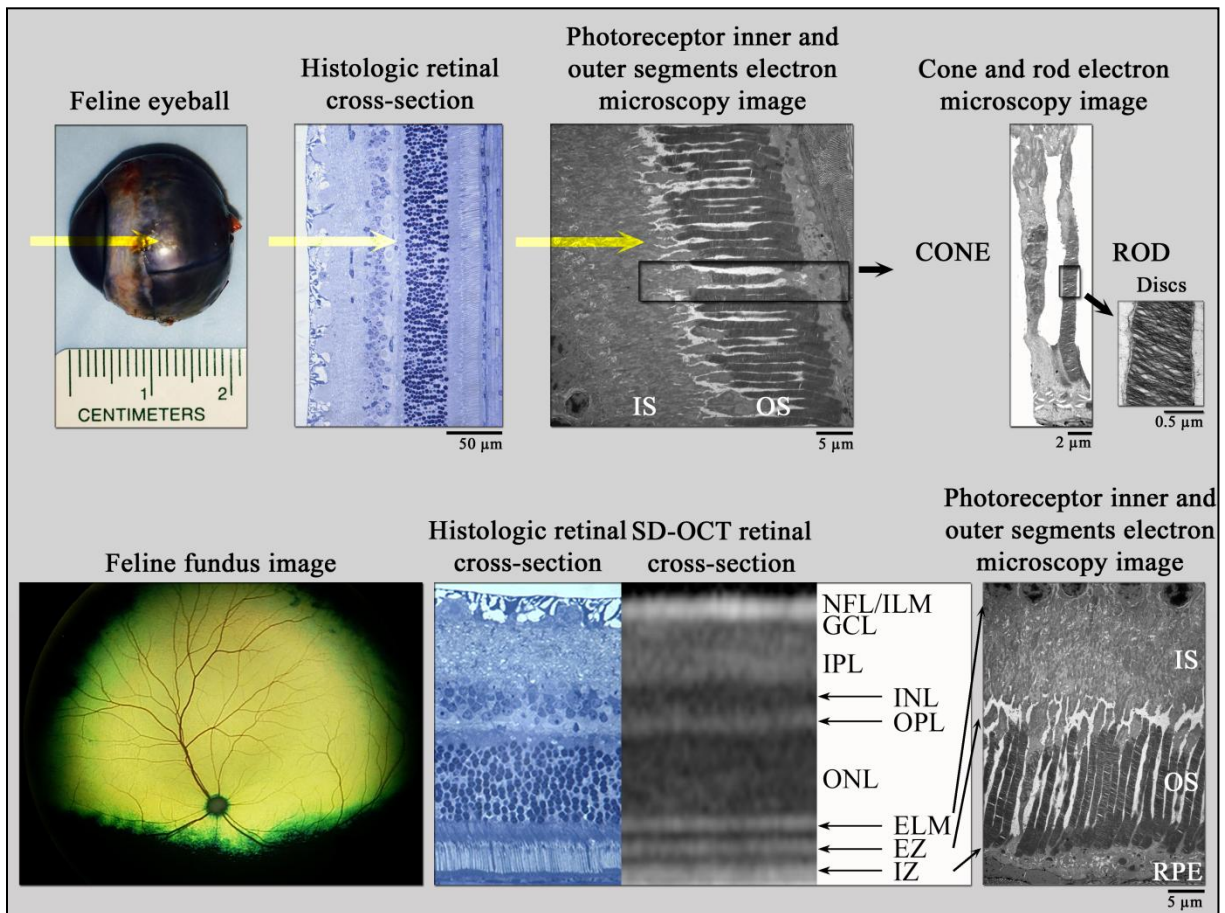 Feline eyeball
Histologic retinal
cross-section
Photoreceptor inner and
outer segments electron
microscopy image
Cone and rod electron
microscopy image
1
2
CENTIMETERS
50 µm
IS
OS
5 µm
CONE
ROD
Discs
2 µm
0.5 µm
Feline fundus image
Histologic retinal
cross-section
SD-OCT retinal
cross-section
Photoreceptor inner and
outer segments electron
microscopy image
NFL/ILM
GCL
IPL
INL
OPL
ONL
ELM
EZ
IZ
IS
OS
RPE
5 µm